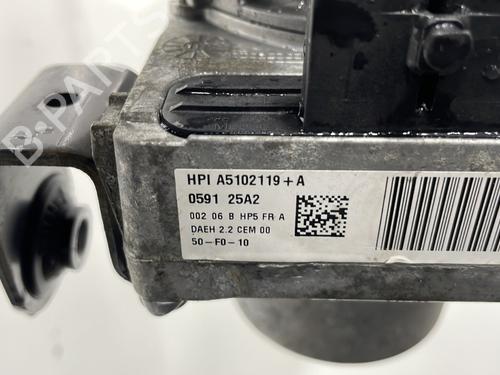 B-PARTS
HPI A5102119+A
0591 25A2
002 06 B HP5 FR A
DAEH 2.2 CEM 00
50-F0-10